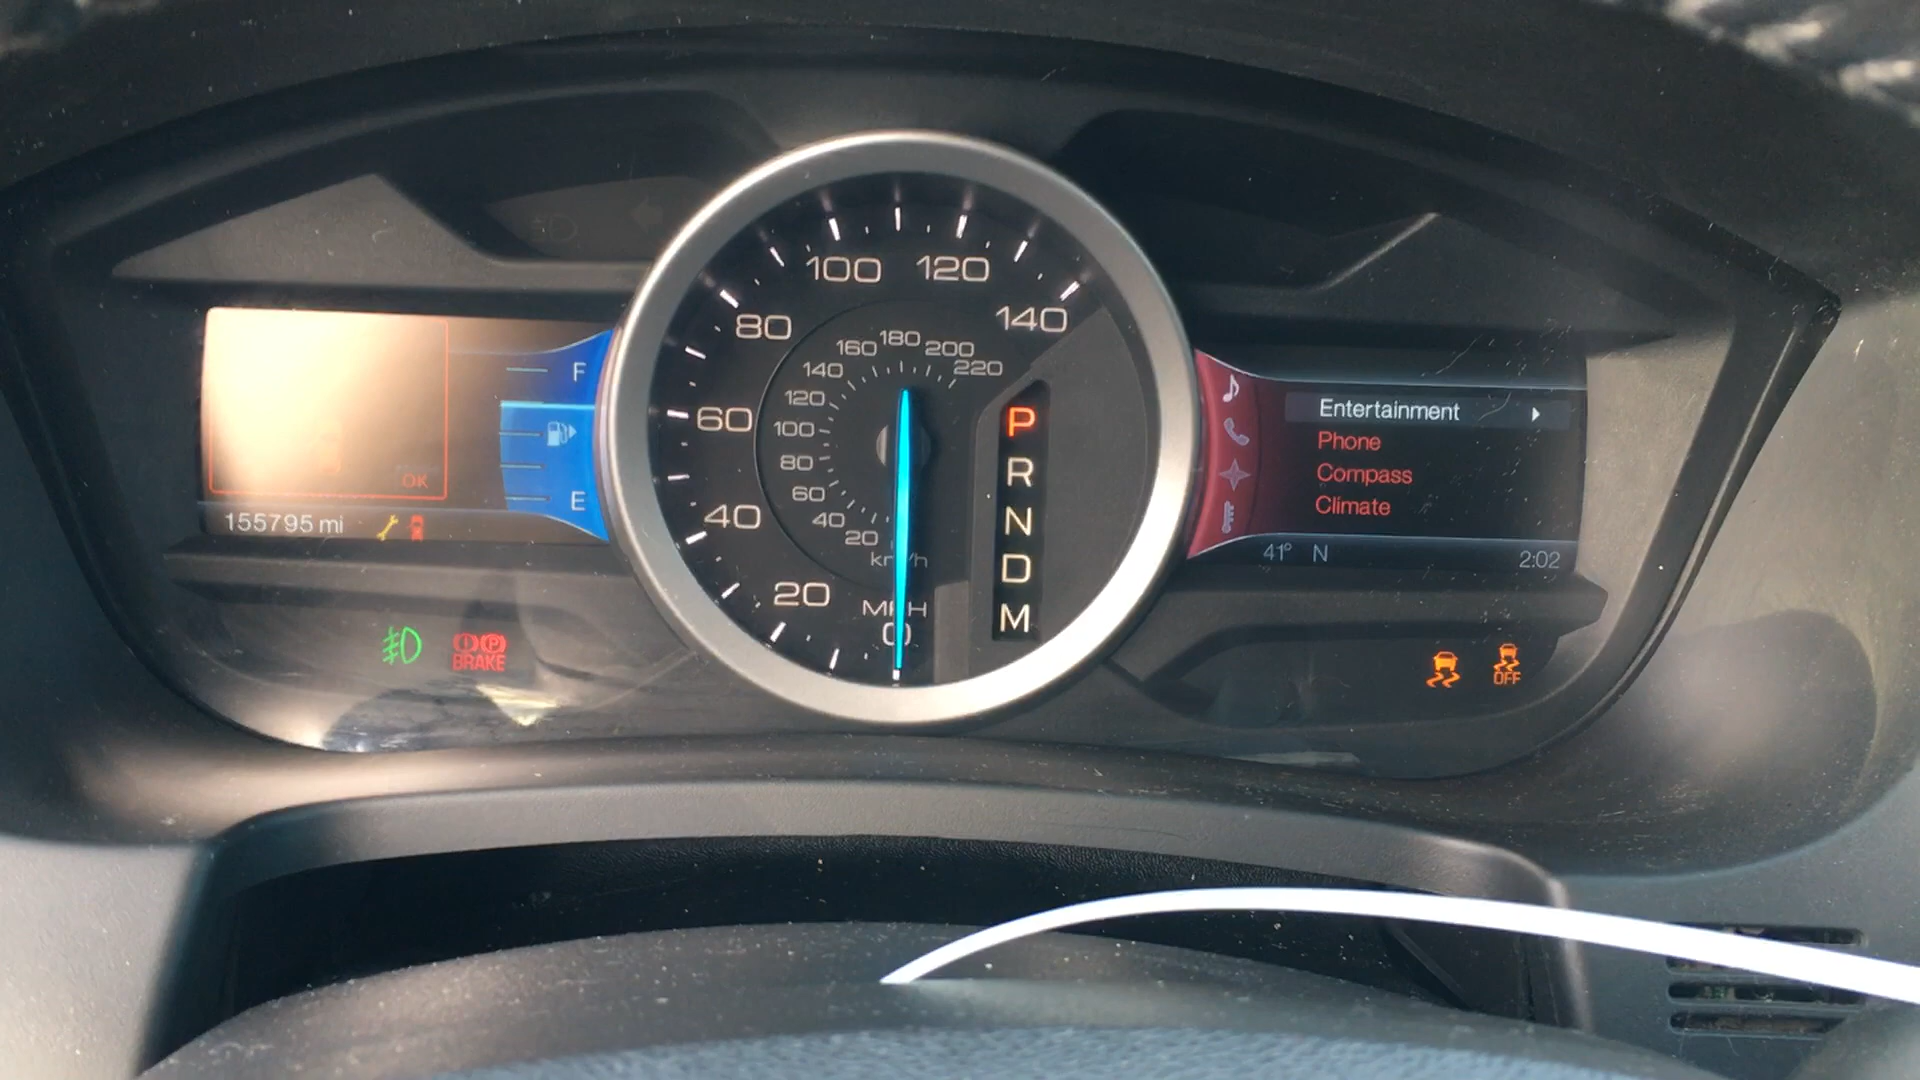 F
E
OK
155795 mi
BRAKE
P
20
40
60
80
100
120
140
20
40
60
80
100
120
140
160
180
200
220
km/h
MPH
0
P
R
N
D
M
Entertainment
Phone
Compass
Climate
41° N 2:02
OFF